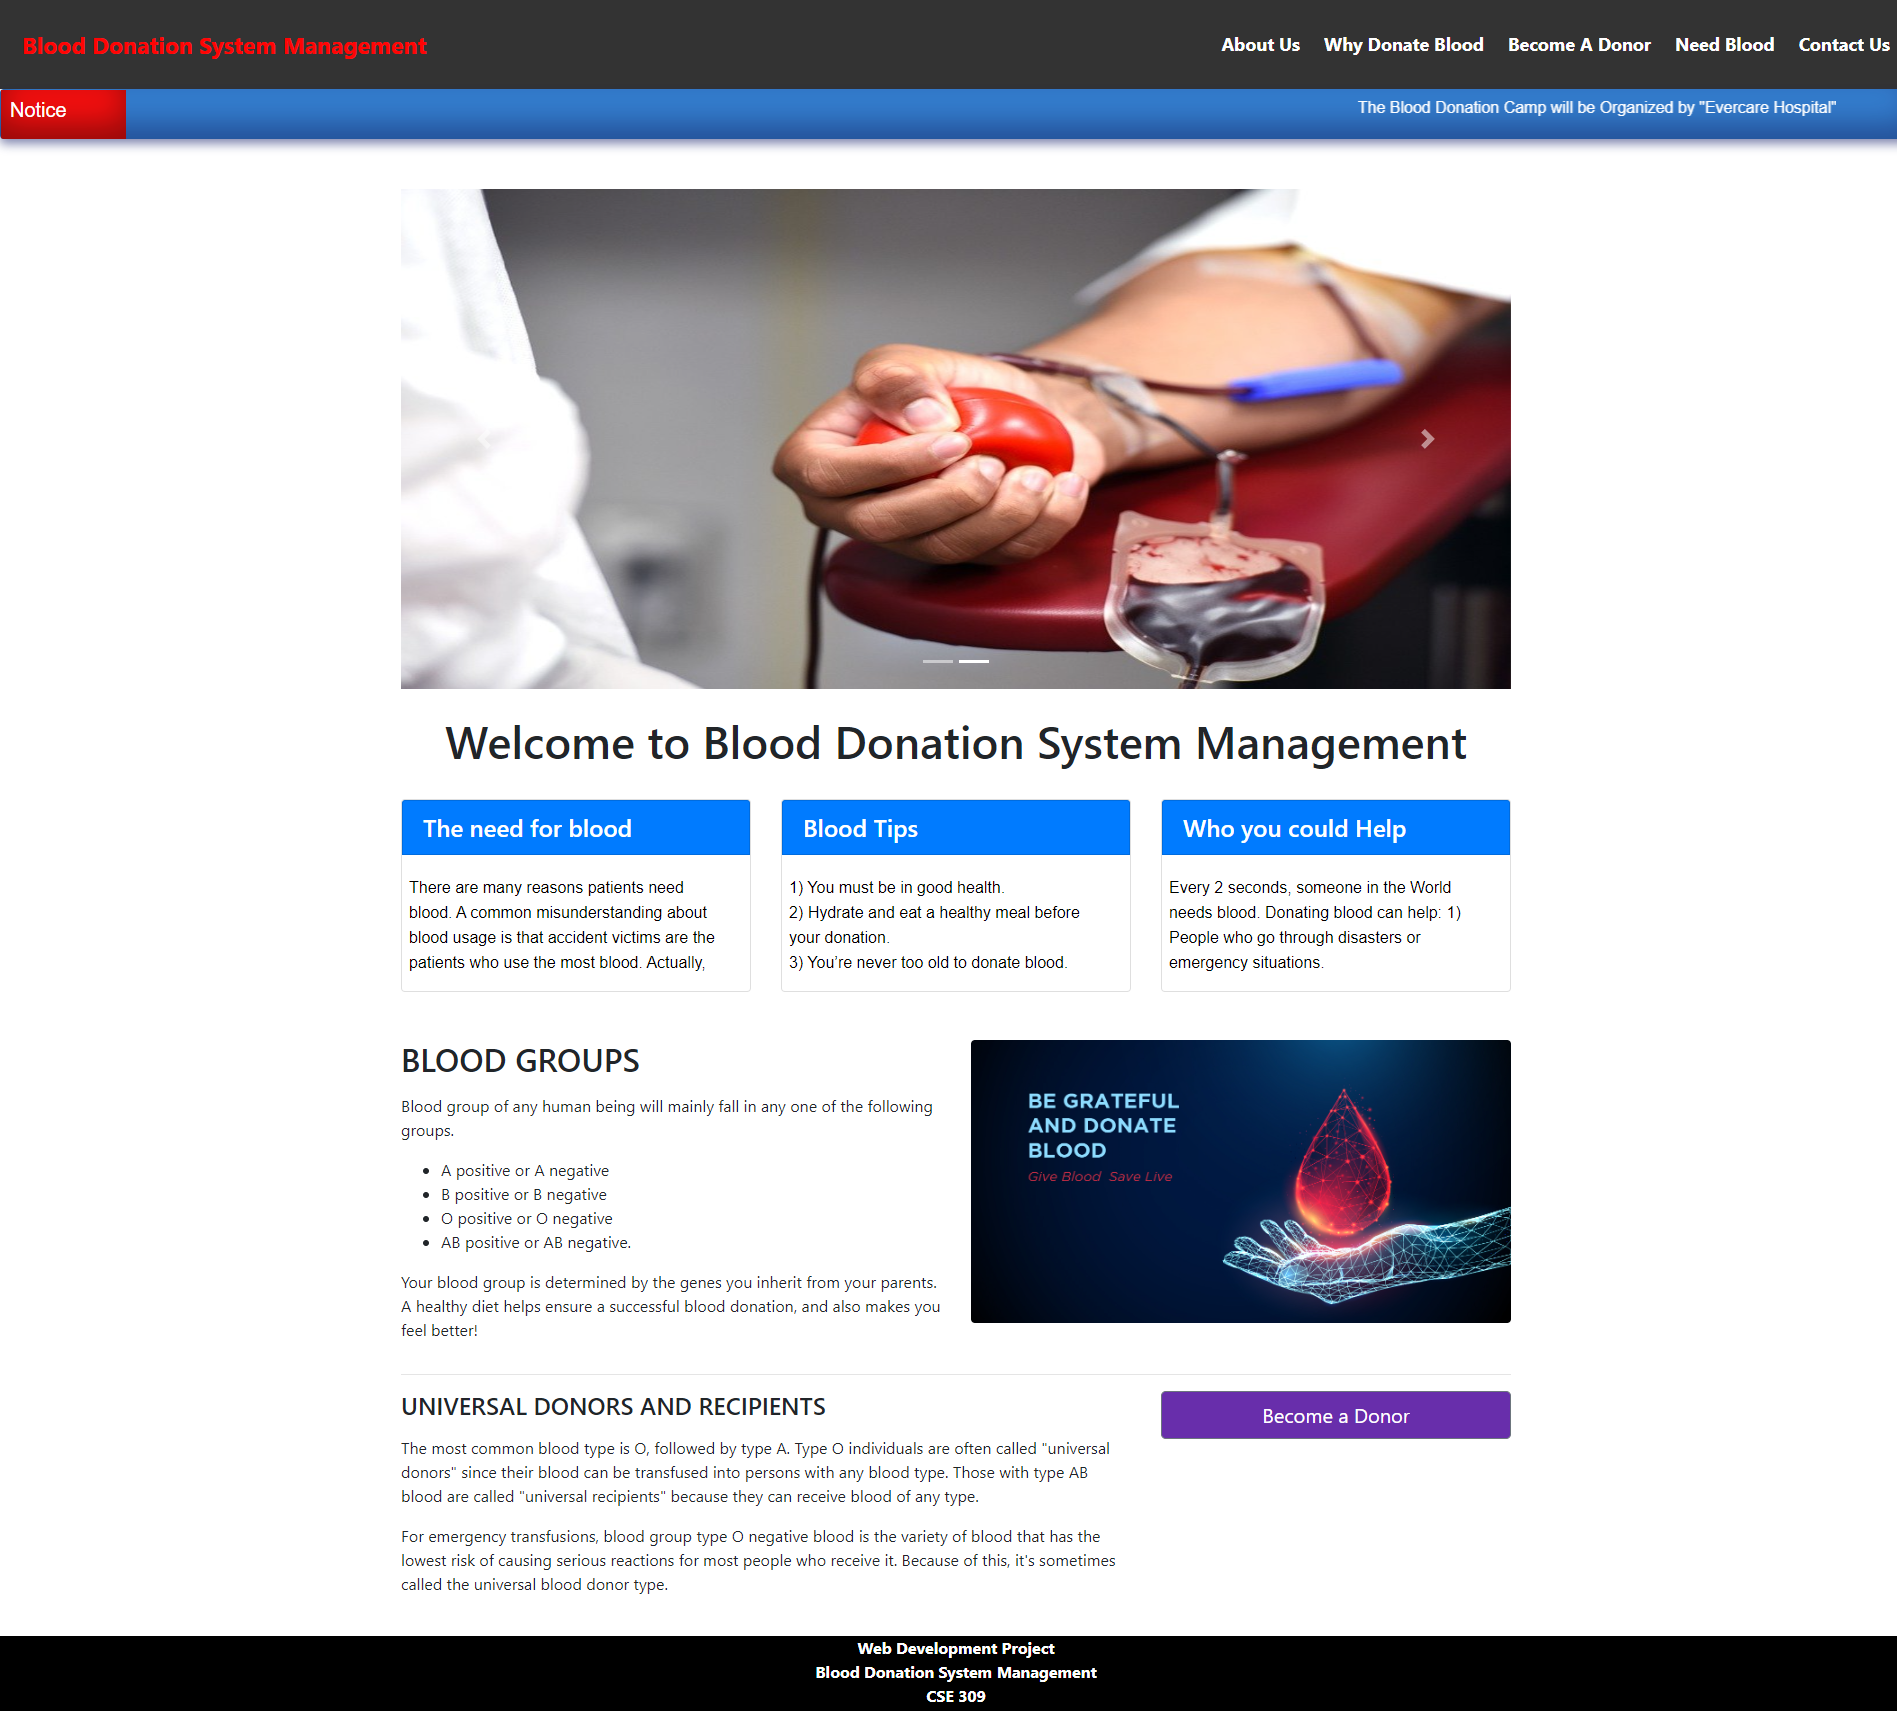 Blood Donation System Management
About Us Why Donate Blood Become A Donor Need Blood Contact Us
Notice
The Blood Donation Camp will be Organized by "Evercare Hospital"
Welcome to Blood Donation System Management
The need for blood
There are many reasons patients need
blood. A common misunderstanding about
blood usage is that accident victims are the
patients who use the most blood. Actually,
Blood Tips
1) You must be in good health.
2) Hydrate and eat a healthy meal before
your donation.
3) You’re never too old to donate blood.
Who you could Help
Every 2 seconds, someone in the World
needs blood. Donating blood can help: 1)
People who go through disasters or
emergency situations.
BLOOD GROUPS
Blood group of any human being will mainly fall in any one of the following
groups.
• A positive or A negative
• B positive or B negative
• O positive or O negative
• AB positive or AB negative.
Your blood group is determined by the genes you inherit from your parents.
A healthy diet helps ensure a successful blood donation, and also makes you
feel better!
BE GRATEFUL
AND DONATE
BLOOD
Give Blood Save Live
UNIVERSAL DONORS AND RECIPIENTS
The most common blood type is O, followed by type A. Type O individuals are often called "universal
donors" since their blood can be transfused into persons with any blood type. Those with type AB
blood are called "universal recipients" because they can receive blood of any type.
For emergency transfusions, blood group type O negative blood is the variety of blood that has the
lowest risk of causing serious reactions for most people who receive it. Because of this, it's sometimes
called the universal blood donor type.
Become a Donor
Web Development Project
Blood Donation System Management
CSE 309